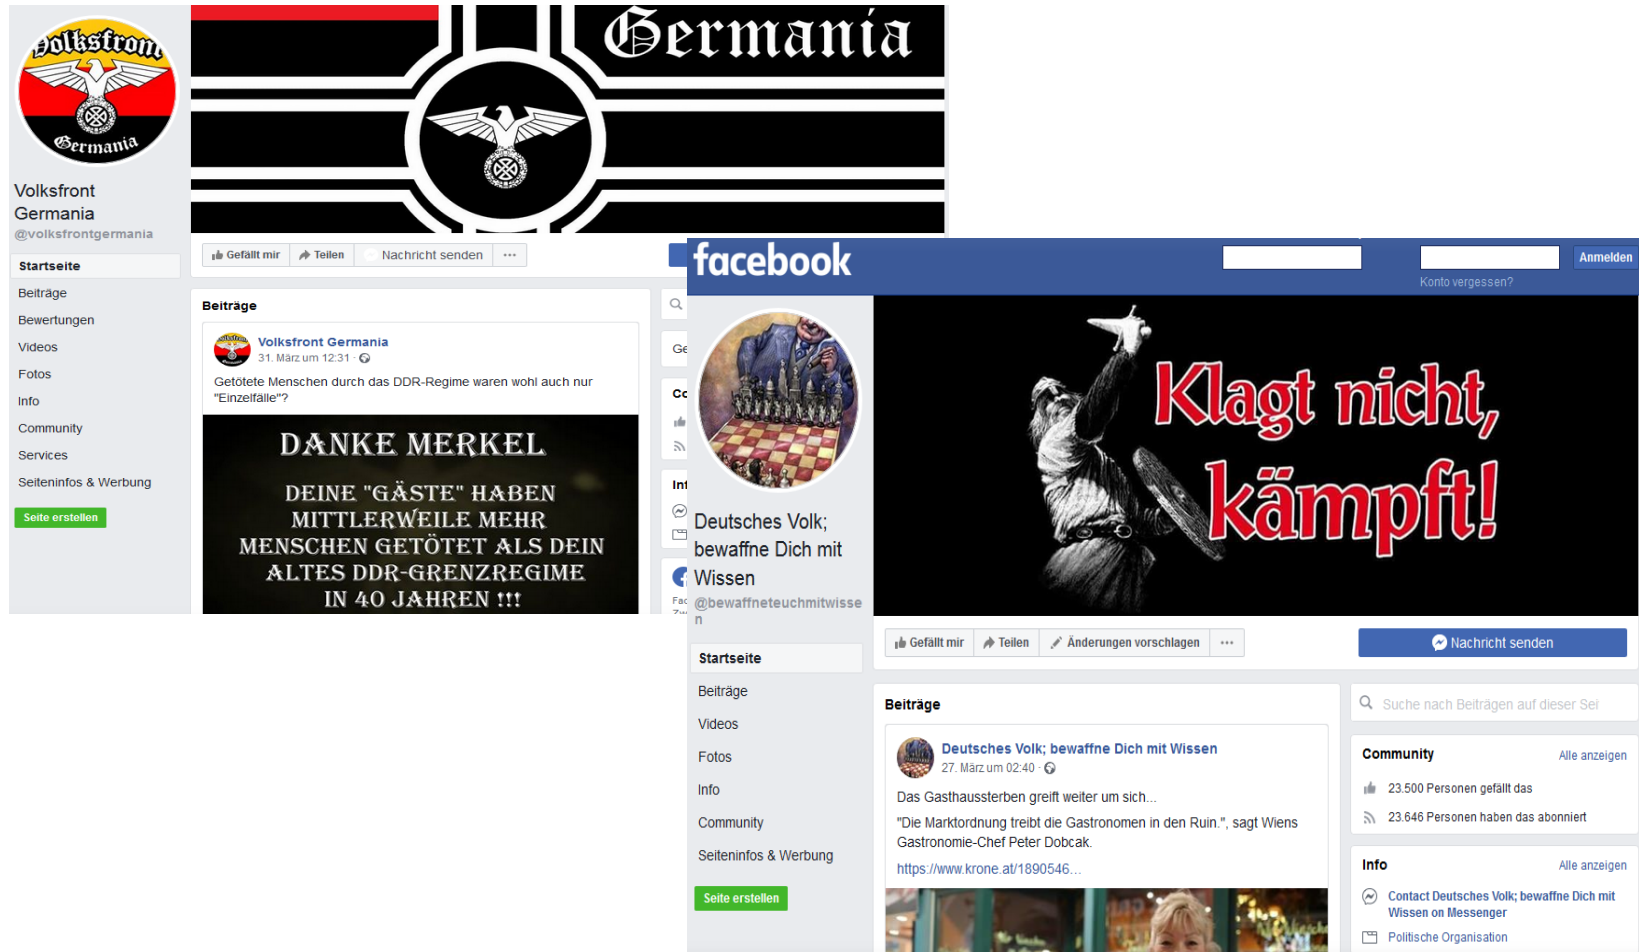 Volksfront
Germania
Germania
Volksfront
Germania
@volksfrontgermania
Startseite
Beiträge
Bewertungen
Videos
Fotos
Info
Community
Services
Seiteninfos & Werbung
Seite erstellen
Gefällt mir
Teilen
Nachricht senden
Beiträge
Volksfront Germania
31. März um 12:31 ·
Getötete Menschen durch das DDR-Regime waren wohl auch nur
"Einzelfälle"?
DANKE MERKEL
DEINE "GÄSTE" HABEN
MITTLERWEILE MEHR
MENSCHEN GETÖTET ALS DEIN
ALTES DDR-GRENZREGIME
IN 40 JAHREN !!!
Ge
Co
Inf
Fac
facebook
Anmelden
Konto vergessen?
Klagt nicht,
kämpft!
Deutsches Volk;
bewaffne Dich mit
Wissen
@bewaffneteuchmitwisse
n
Startseite
Beiträge
Videos
Fotos
Info
Community
Seiteninfos & Werbung
Seite erstellen
Gefällt mir
Teilen
Änderungen vorschlagen
Nachricht senden
Beiträge
Deutsches Volk; bewaffne Dich mit Wissen
27. März um 02:40 ·
Das Gasthaussterben greift weiter um sich...
"Die Marktordnung treibt die Gastronomen in den Ruin.", sagt Wiens
Gastronomie-Chef Peter Dobcak.
https://www.krone.at/1890546...
Suche nach Beiträgen auf dieser Sei
Community Alle anzeigen
23.500 Personen gefällt das
23.646 Personen haben das abonniert
Info Alle anzeigen
Contact Deutsches Volk; bewaffne Dich mit
Wissen on Messenger
Politische Organisation